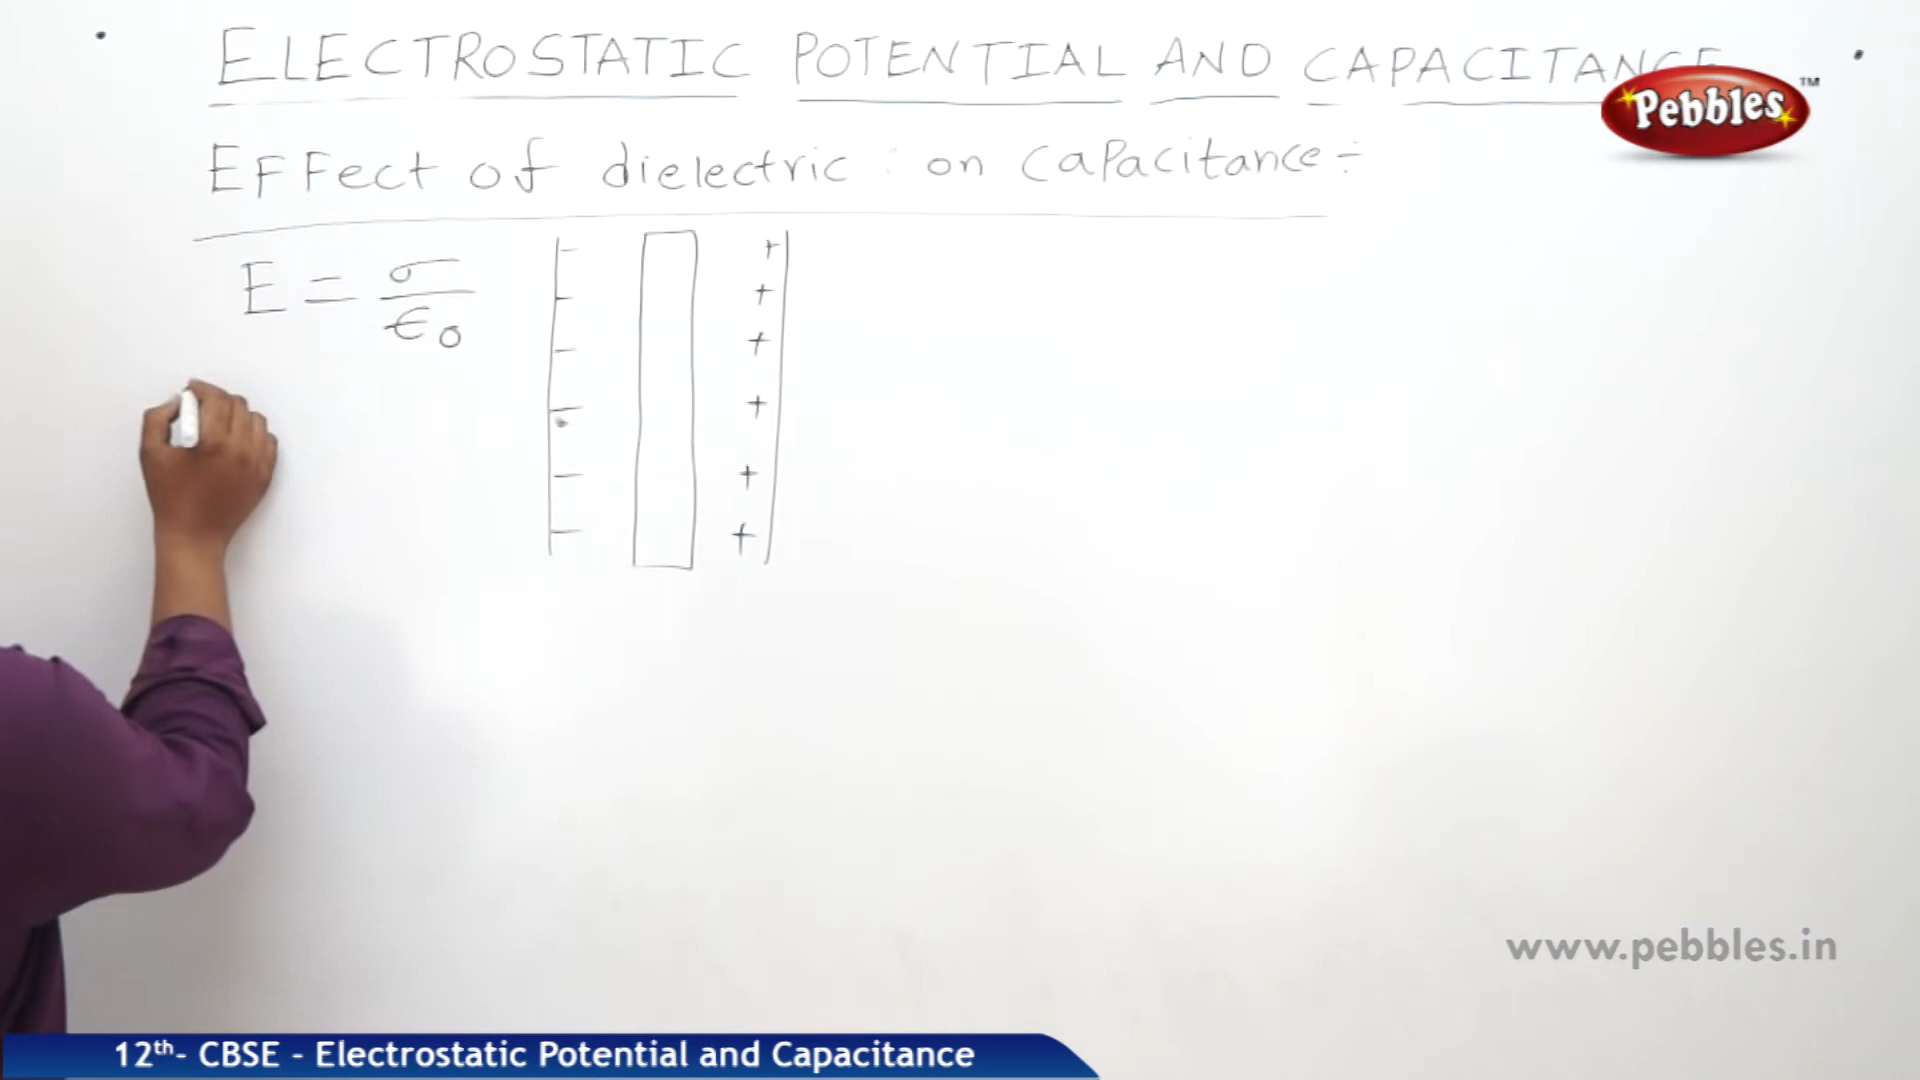 ELECTROSTATIC POTENTIAL AND CAPACITANCE
Pebbles™
EFFect of dielectric on capacitance:-
E = σ/ϵ0
- +
- +
- +
- +
- +
- +
www.pebbles.in
12th- CBSE - Electrostatic Potential and Capacitance